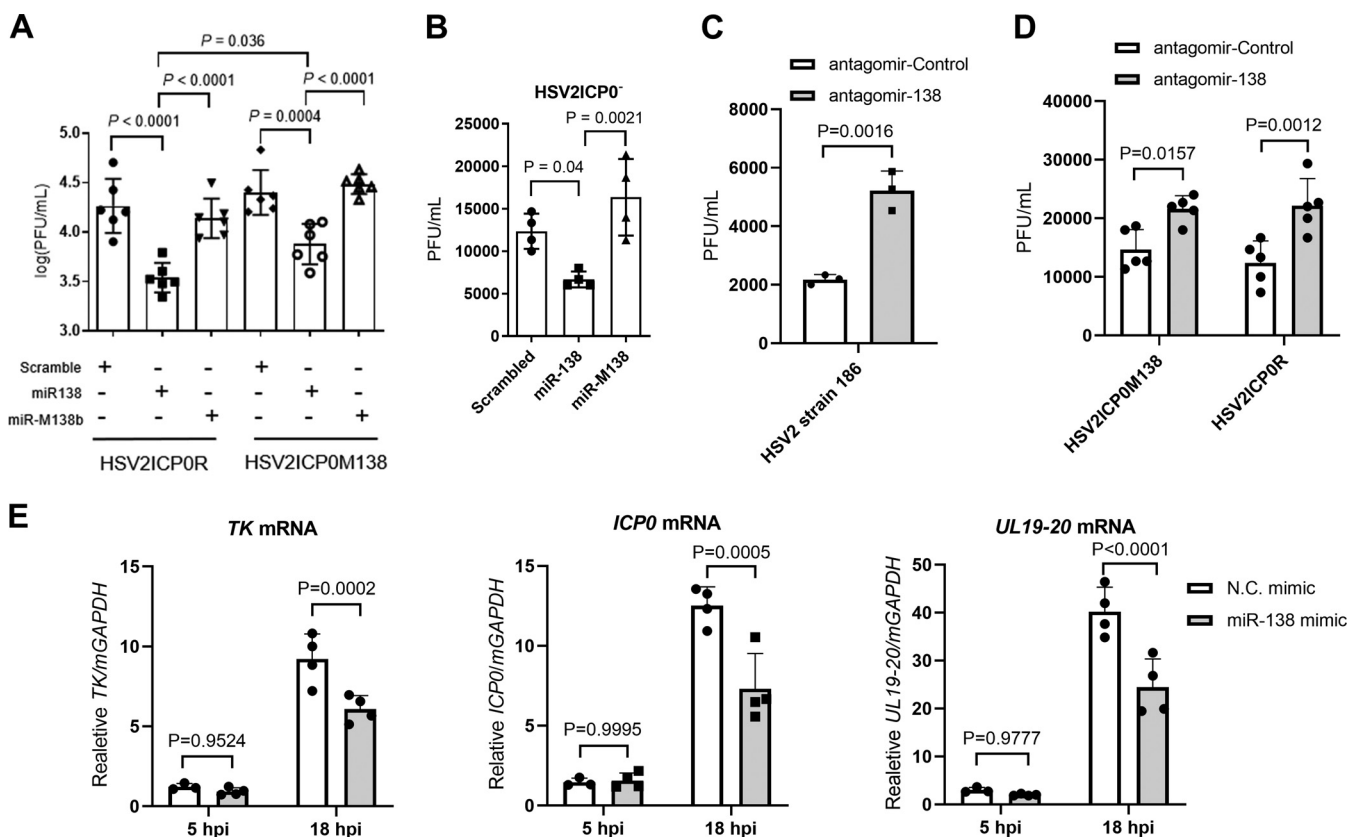 A
P = 0.036
P < 0.0001
P < 0.0001
P < 0.0001
P = 0.0004
log(PFU/mL)
5.0
4.5
4.0
3.5
3.0
Scramble + - - + - -
miR138 - + - - + -
miR-M138b - - + - - +
HSV2ICP0R
HSV2ICP0M138
B
HSV2ICP0-
P = 0.0021
P = 0.04
PFU/mL
25000
20000
15000
10000
5000
0
Scrambled
miR-138
miR-M138
C
antagomir-Control
antagomir-138
P=0.0016
PFU/mL
8000
6000
4000
2000
0
HSV2 strain 186
D
antagomir-Control
antagomir-138
P=0.0157
P=0.0012
PFU/mL
40000
30000
20000
10000
0
HSV2ICP0M138
HSV2ICP0R
E
TK mRNA
Realetive TK/mGAPDH
15
10
5
0
P=0.9524
P=0.0002
5 hpi
18 hpi
ICP0 mRNA
Relative ICP0/mGAPDH
15
10
5
0
P=0.9995
P=0.0005
5 hpi
18 hpi
UL19-20 mRNA
Realetive UL19-20/mGAPDH
50
40
30
20
10
0
P=0.9777
P<0.0001
5 hpi
18 hpi
N.C. mimic
miR-138 mimic